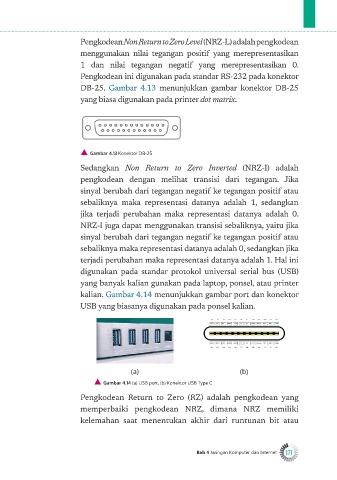 Pengkodean Non Return to Zero Level (NRZ-L) adalah pengkodean
menggunakan nilai tegangan positif yang merepresentasikan
1 dan nilai tegangan negatif yang merepresentasikan 0.
Pengkodean ini digunakan pada standar RS-232 pada konektor
DB-25. Gambar 4.13 menunjukkan gambar konektor DB-25
yang biasa digunakan pada printer dot matrix.
Gambar 4.13 Konektor DB-25
Sedangkan Non Return to Zero Inverted (NRZ-I) adalah
pengkodean dengan melihat transisi dari tegangan. Jika
sinyal berubah dari tegangan negatif ke tegangan positif atau
sebaliknya maka representasi datanya adalah 1, sedangkan
jika terjadi perubahan maka representasi datanya adalah 0.
NRZ-I juga dapat menggunakan transisi sebaliknya, yaitu jika
sinyal berubah dari tegangan negatif ke tegangan positif atau
sebaliknya maka representasi datanya adalah 0, sedangkan jika
terjadi perubahan maka representasi datanya adalah 1. Hal ini
digunakan pada standar protokol universal serial bus (USB)
yang banyak kalian gunakan pada laptop, ponsel, atau printer
kalian. Gambar 4.14 menunjukkan gambar port dan konektor
USB yang biasanya digunakan pada ponsel kalian.
(a) (b)
Gambar 4.14 (a) USB port, (b) Konektor USB Type C
Pengkodean Return to Zero (RZ) adalah pengkodean yang
memperbaiki pengkodean NRZ, dimana NRZ memiliki
kelemahan saat menentukan akhir dari runtunan bit atau
Bab 4 Jaringan Komputer dan Internet 171